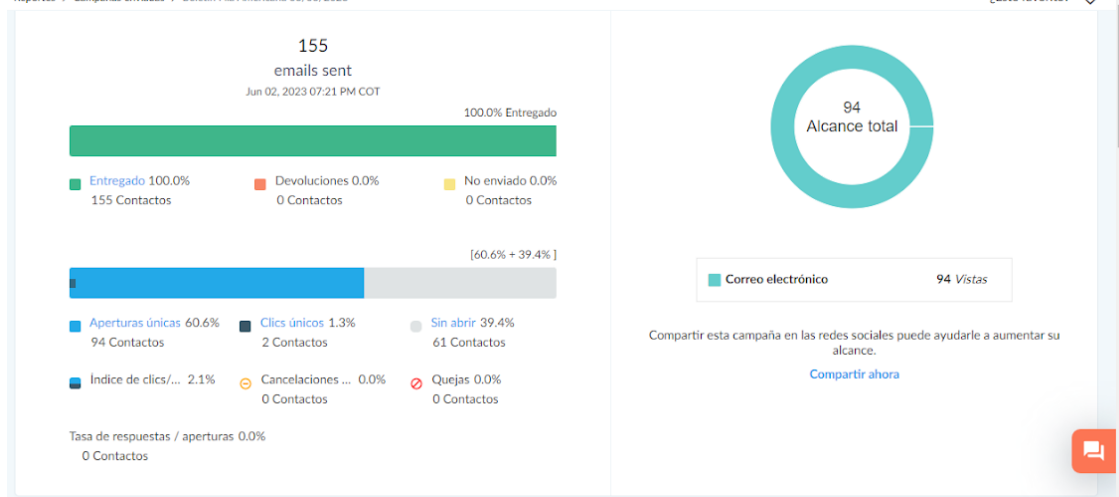 155
emails sent
Jun 02, 2023 07:21 PM COT
100.0% Entregado
Entregado 100.0%
155 Contactos
Devoluciones 0.0%
0 Contactos
No enviado 0.0%
0 Contactos
[60.6% + 39.4% ]
Aperturas únicas 60.6%
94 Contactos
Clics únicos 1.3%
2 Contactos
Sin abrir 39.4%
61 Contactos
Índice de clics/... 2.1%
Cancelaciones ... 0.0%
0 Contactos
Quejas 0.0%
0 Contactos
Tasa de respuestas / aperturas 0.0%
0 Contactos
94
Alcance total
Correo electrónico 94 Vistas
Compartir esta campaña en las redes sociales puede ayudarle a aumentar su
alcance.
Compartir ahora